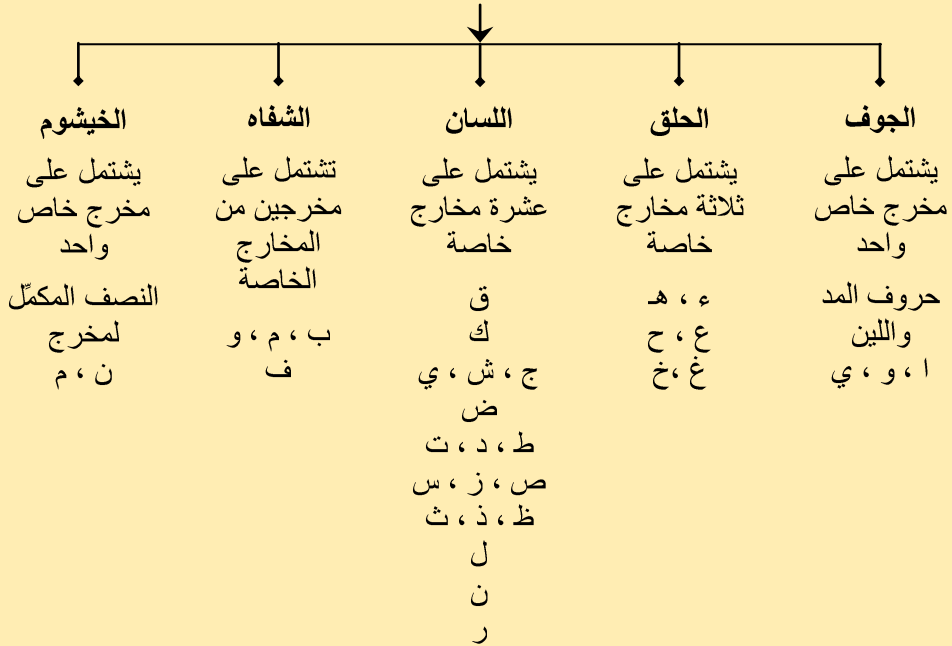 الجوف
يشتمل على
مخرج خاص
واحد
حروف المد
واللين
ا ، و ، ي
الحلق
يشتمل على
ثلاثة مخارج
خاصة
ء ، هـ
ع ، ح
غ ،خ
اللسان
يشتمل على
عشرة مخارج
خاصة
ق
ك
ج ، ش ، ي
ض
ط ، د ، ت
ص ، ز ، س
ظ ، ذ ، ث
ل
ن
ر
الشفاه
تشتمل على
مخرجين من
المخارج
الخاصة
ب ، م ، و
ف
الخيشوم
يشتمل على
مخرج خاص
واحد
النصف المكمِّل
لمخرج
ن ، م